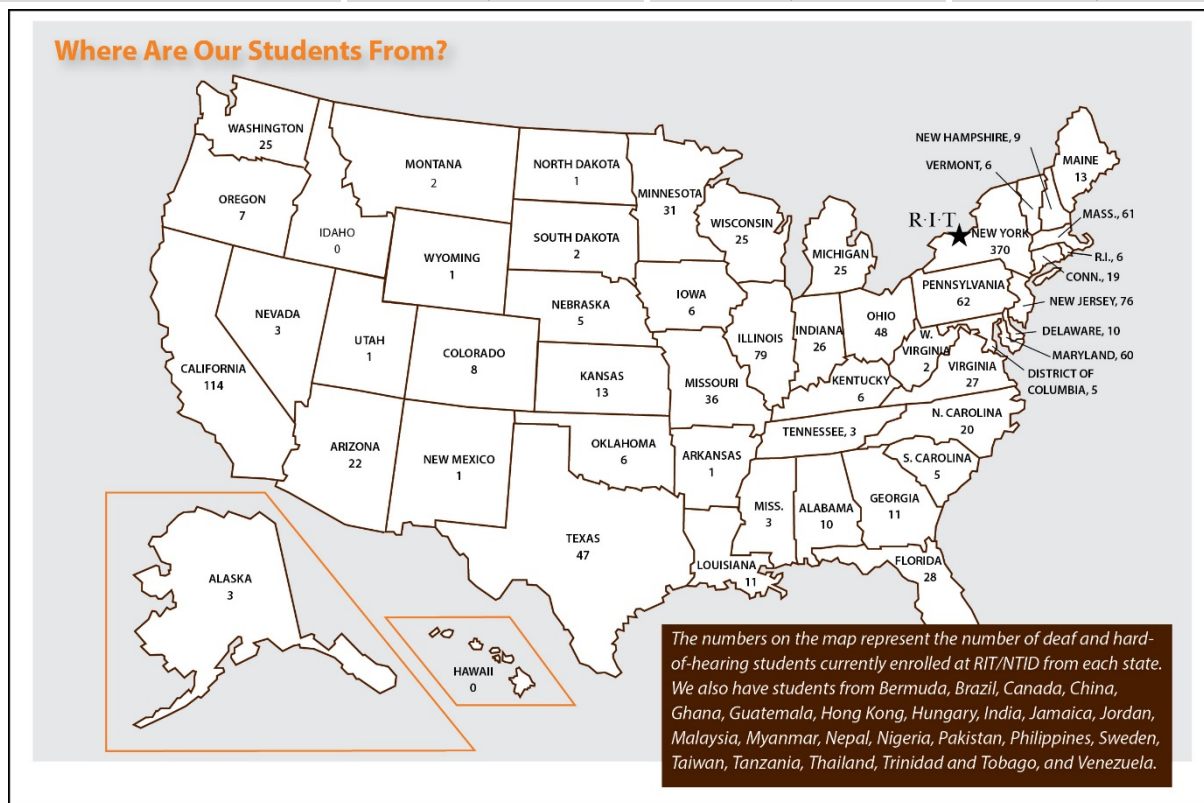 Where Are Our Students From?
WASHINGTON
25
OREGON
7
IDAHO
0
MONTANA
2
WYOMING
1
NORTH DAKOTA
1
SOUTH DAKOTA
2
NEBRASKA
5
KANSAS
13
OKLAHOMA
6
TEXAS
47
NEW MEXICO
1
COLORADO
8
UTAH
1
ARIZONA
22
NEVADA
3
CALIFORNIA
114
MINNESOTA
31
IOWA
6
MISSOURI
36
ARKANSAS
1
LOUISIANA
11
WISCONSIN
25
ILLINOIS
79
MICHIGAN
25
INDIANA
26
OHIO
48
KENTUCKY
6
TENNESSEE, 3
MISS.
3
ALABAMA
10
GEORGIA
11
FLORIDA
28
S. CAROLINA
5
N. CAROLINA
20
VIRGINIA
27
W.
VIRGINIA
2
PENNSYLVANIA
62
R·I·T
NEW YORK
370
NEW HAMPSHIRE, 9
VERMONT, 6
MAINE
13
MASS., 61
R.I., 6
CONN., 19
NEW JERSEY, 76
DELAWARE, 10
MARYLAND, 60
DISTRICT OF
COLUMBIA, 5
ALASKA
3
HAWAII
0
The numbers on the map represent the number of deaf and hard-
of-hearing students currently enrolled at RIT/NTID from each state.
We also have students from Bermuda, Brazil, Canada, China,
Ghana, Guatemala, Hong Kong, Hungary, India, Jamaica, Jordan,
Malaysia, Myanmar, Nepal, Nigeria, Pakistan, Philippines, Sweden,
Taiwan, Tanzania, Thailand, Trinidad and Tobago, and Venezuela.